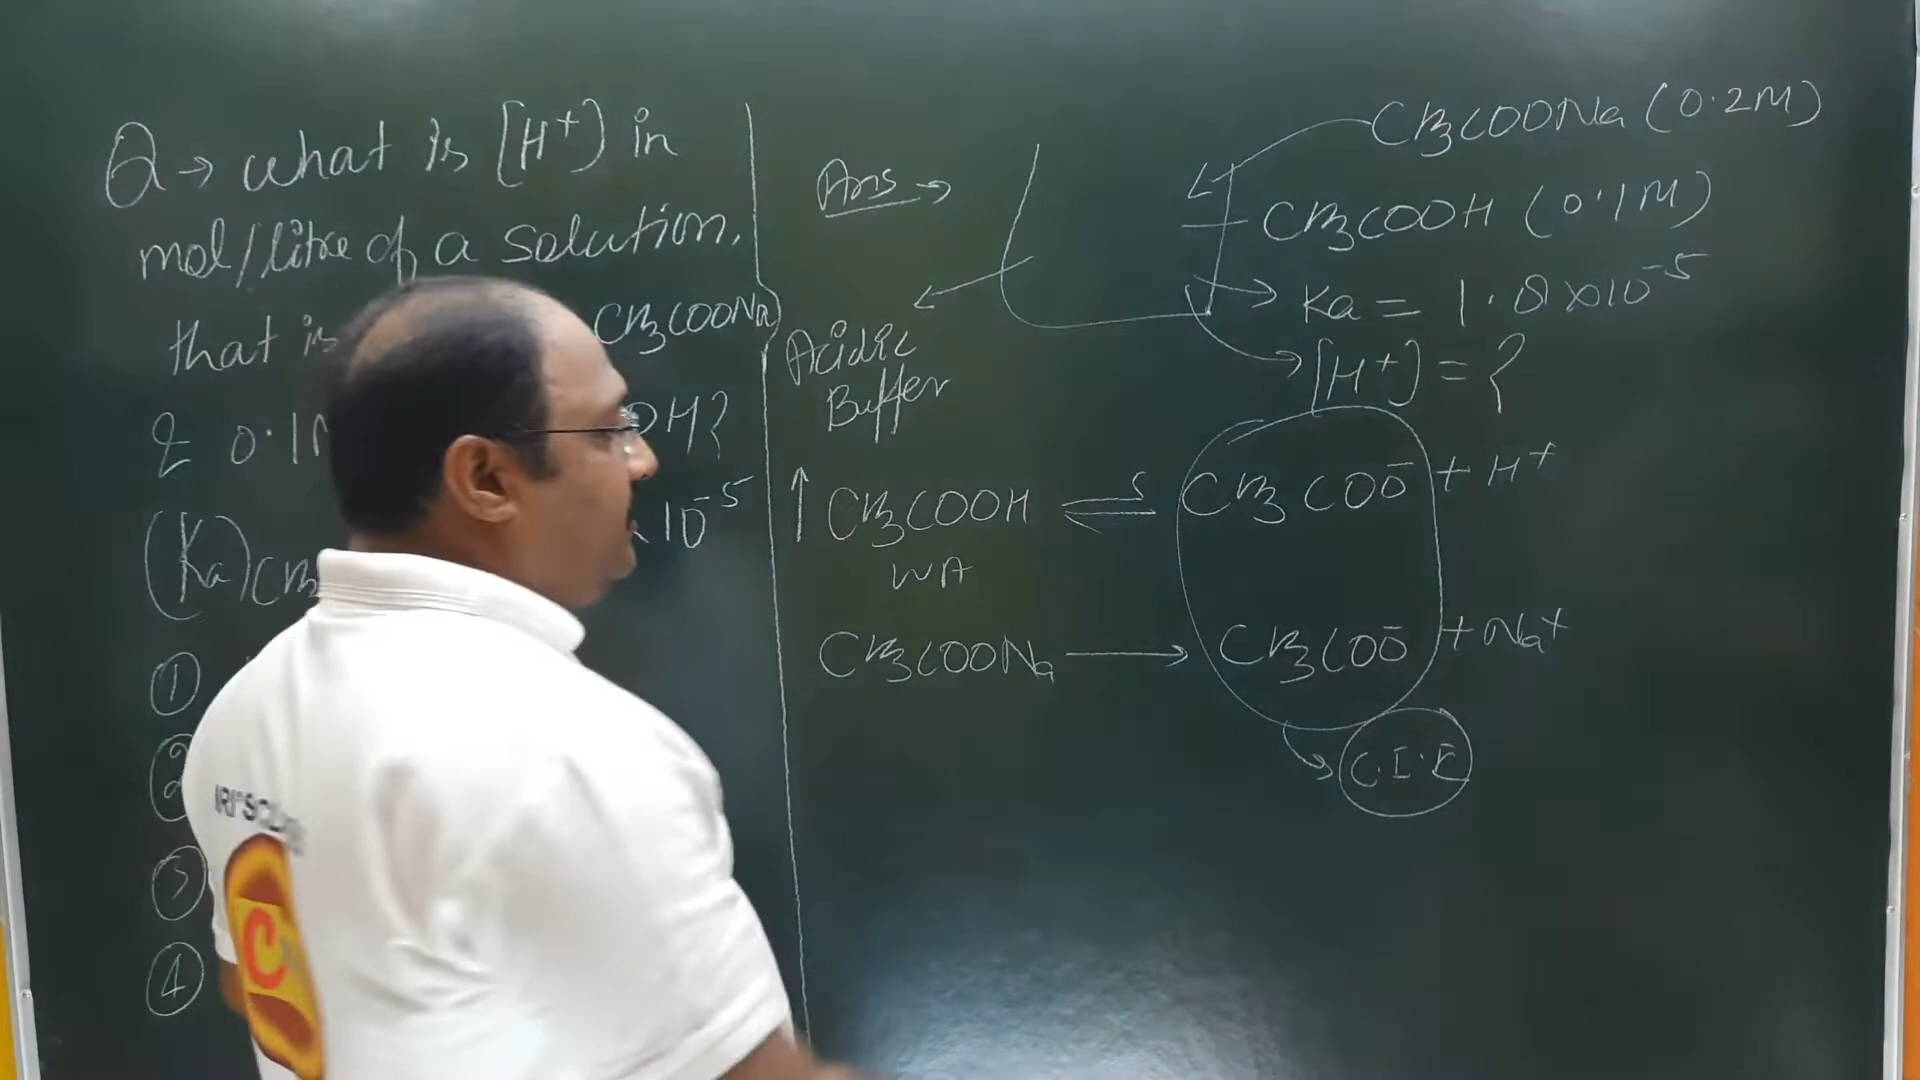 Q → what is [H+] in
mol/litre of a solution,
that is CH3COONa
& 0.1M OH?
(Ka)CH3 ×10-5
①
②
③
④
Ans →
CH3COONa (0.2M)
CH3COOH (0.1M)
Ka = 1.8×10-5
[H+] = ?
Acidic
Buffer
↑ CH3COOH ⇌ CH3COO- + H+
WA
CH3COONa → CH3COO- + Na+
C.I.E